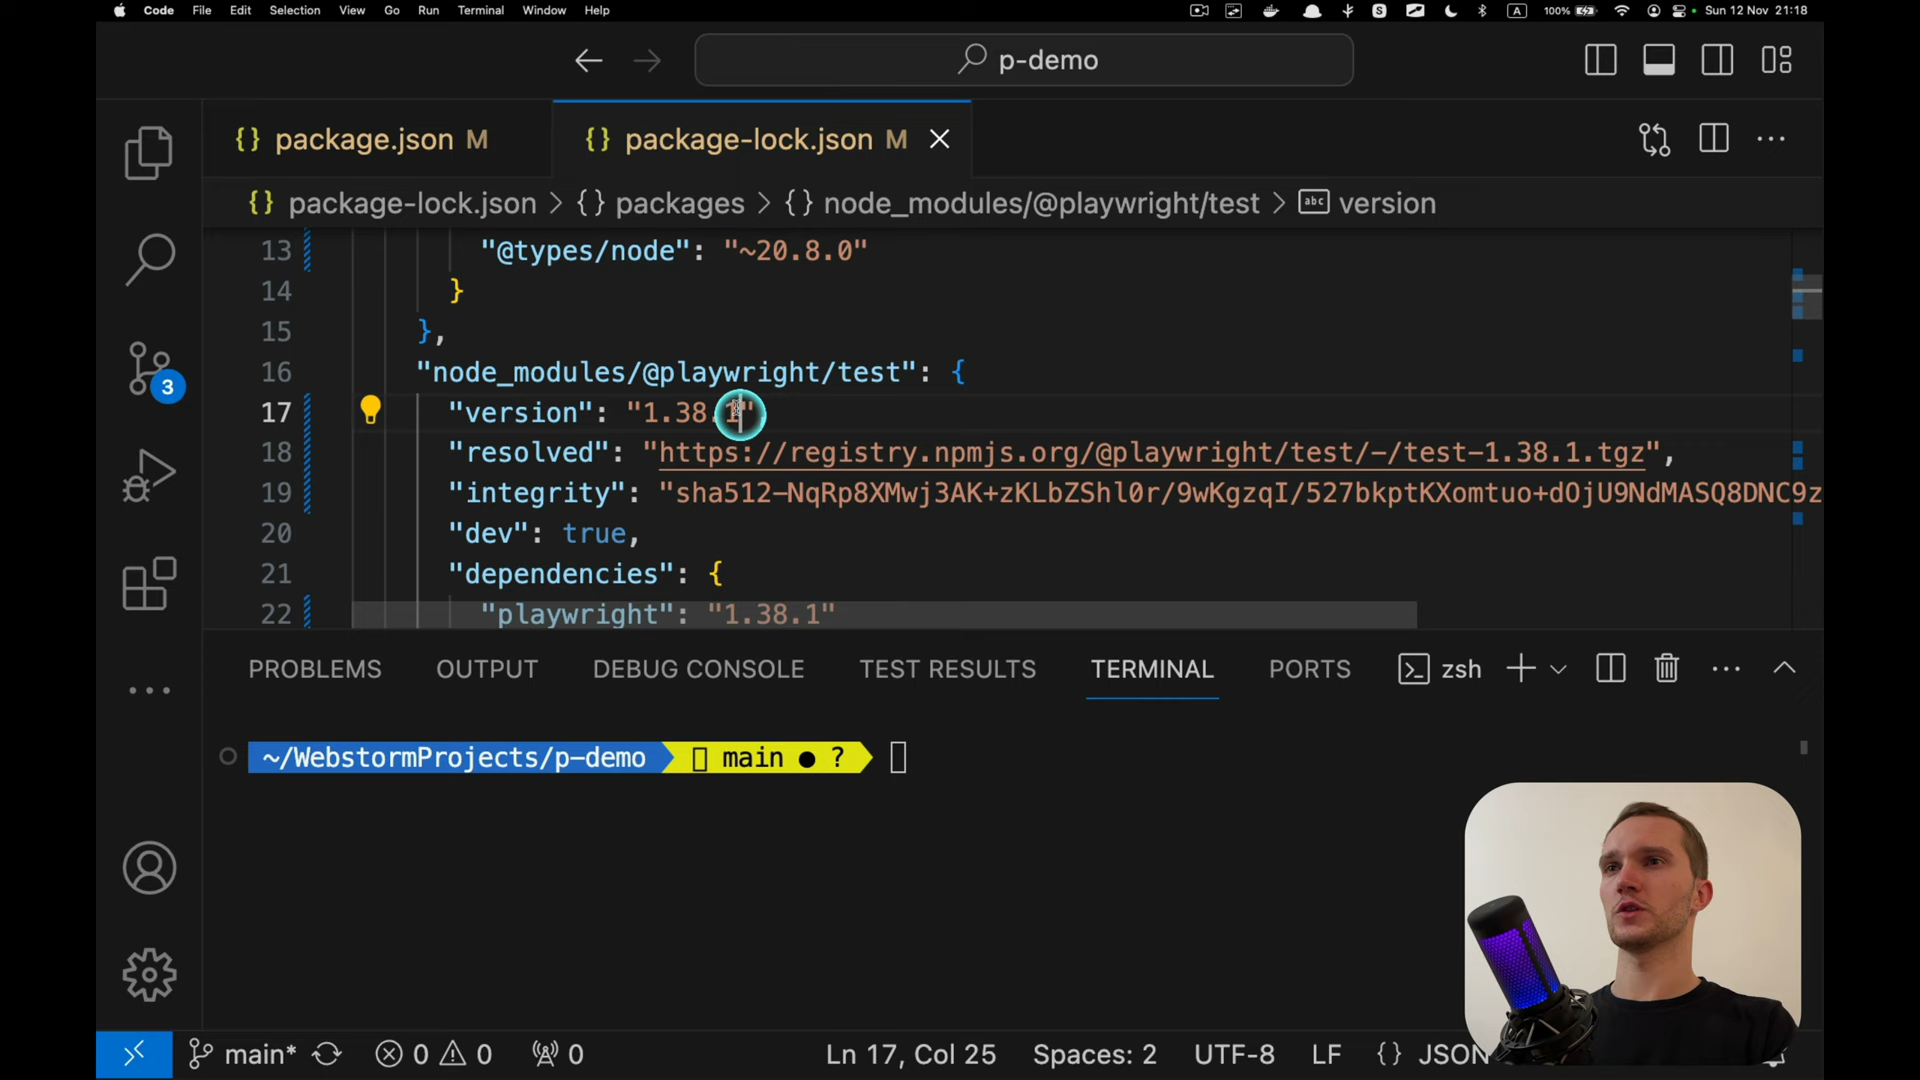 Code File Edit Selection View Go Run Terminal Window Help
A 100% Sun 12 Nov 21:18
p-demo
{} package.json M
{} package-lock.json M
{} package-lock.json > {} packages > {} node_modules/@playwright/test > abc version
13 "@types/node": "~20.8.0"
14 }
15 },
16 "node_modules/@playwright/test": {
17 "version": "1.38.1"
18 "resolved": "https://registry.npmjs.org/@playwright/test/-/test-1.38.1.tgz",
19 "integrity": "sha512-NqRp8XMwj3AK+zKLbZShl0r/9wKgzqI/527bkptKXomtuo+dOjU9NdMASQ8DNC9z
20 "dev": true,
21 "dependencies": {
22 "playwright": "1.38.1"
3
PROBLEMS OUTPUT DEBUG CONSOLE TEST RESULTS TERMINAL PORTS zsh
~/WebstormProjects/p-demo main ● ?
main* 0 0 0 Ln 17, Col 25 Spaces: 2 UTF-8 LF {} JSON